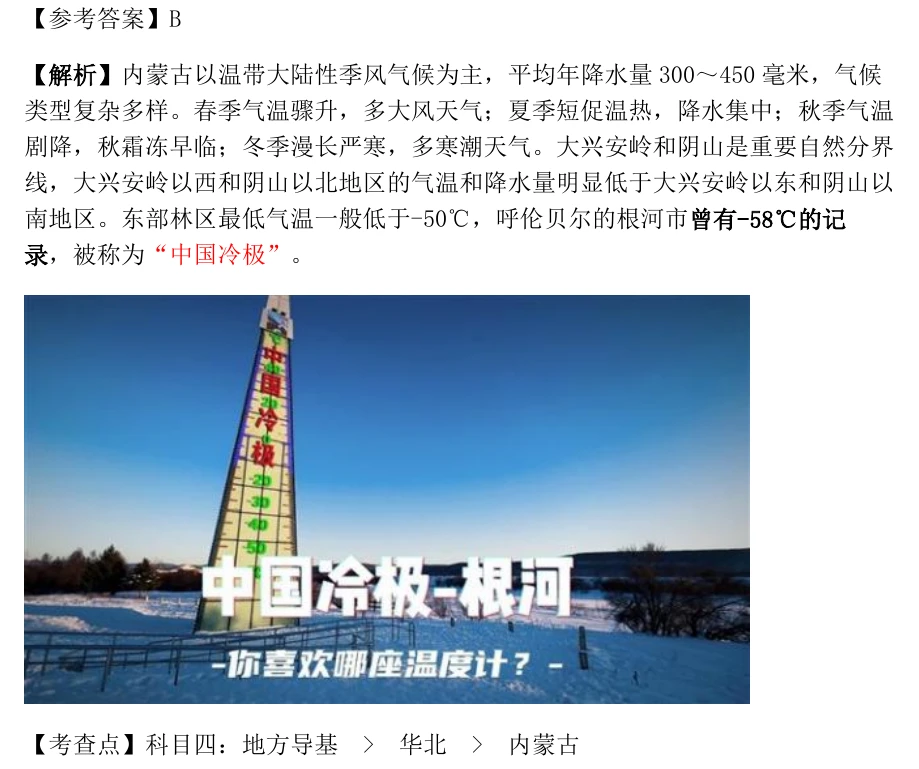 【参考答案】B
【解析】内蒙古以温带大陆性季风气候为主，平均年降水量 300～450 毫米，气候
类型复杂多样。春季气温骤升，多大风天气；夏季短促温热，降水集中；秋季气温
剧降，秋霜冻早临；冬季漫长严寒，多寒潮天气。大兴安岭和阴山是重要自然分界
线，大兴安岭以西和阴山以北地区的气温和降水量明显低于大兴安岭以东和阴山以
南地区。东部林区最低气温一般低于-50℃，呼伦贝尔的根河市曾有-58℃的记
录，被称为“中国冷极”。
中国冷极
-20
-30
-40
-50
中国冷极-根河
-你喜欢哪座温度计？-
【考查点】科目四：地方导基 > 华北 > 内蒙古